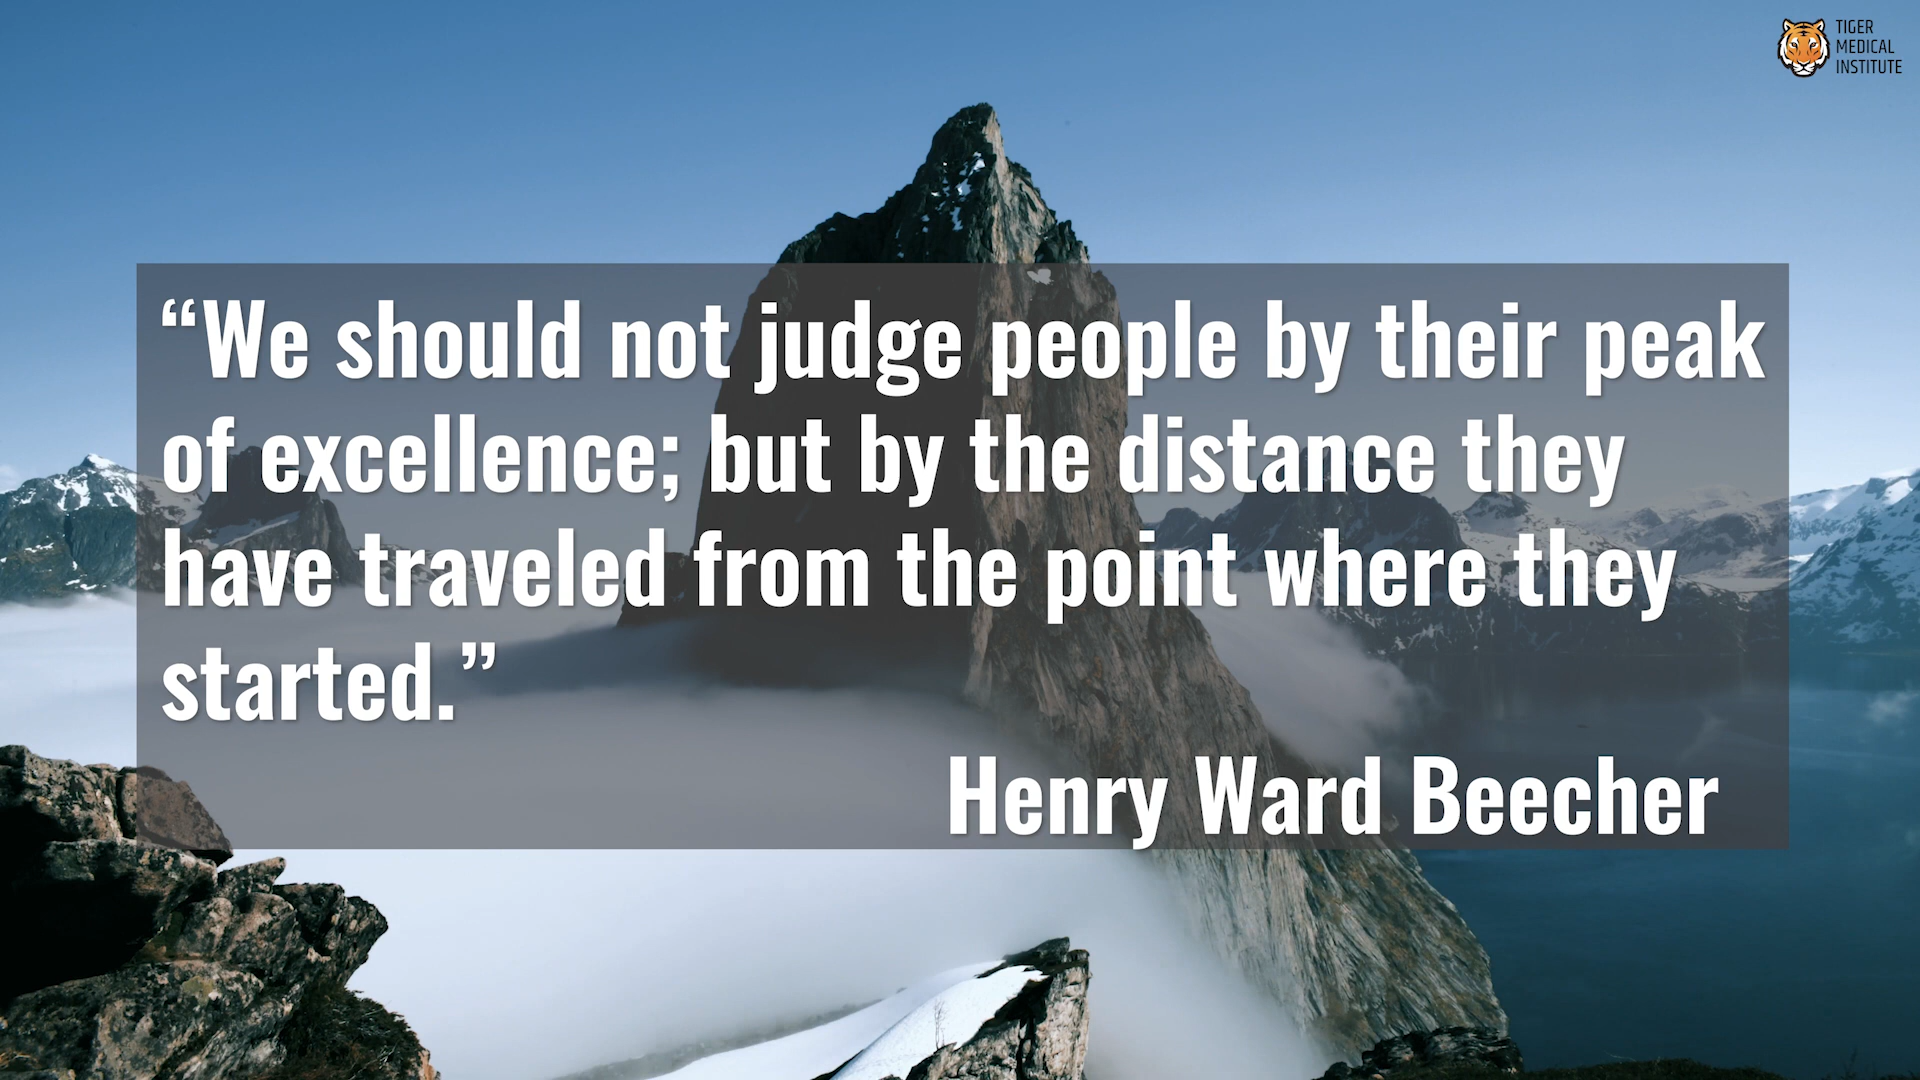 TIGER
MEDICAL
INSTITUTE
“We should not judge people by their peak
of excellence; but by the distance they
have traveled from the point where they
started.”
Henry Ward Beecher